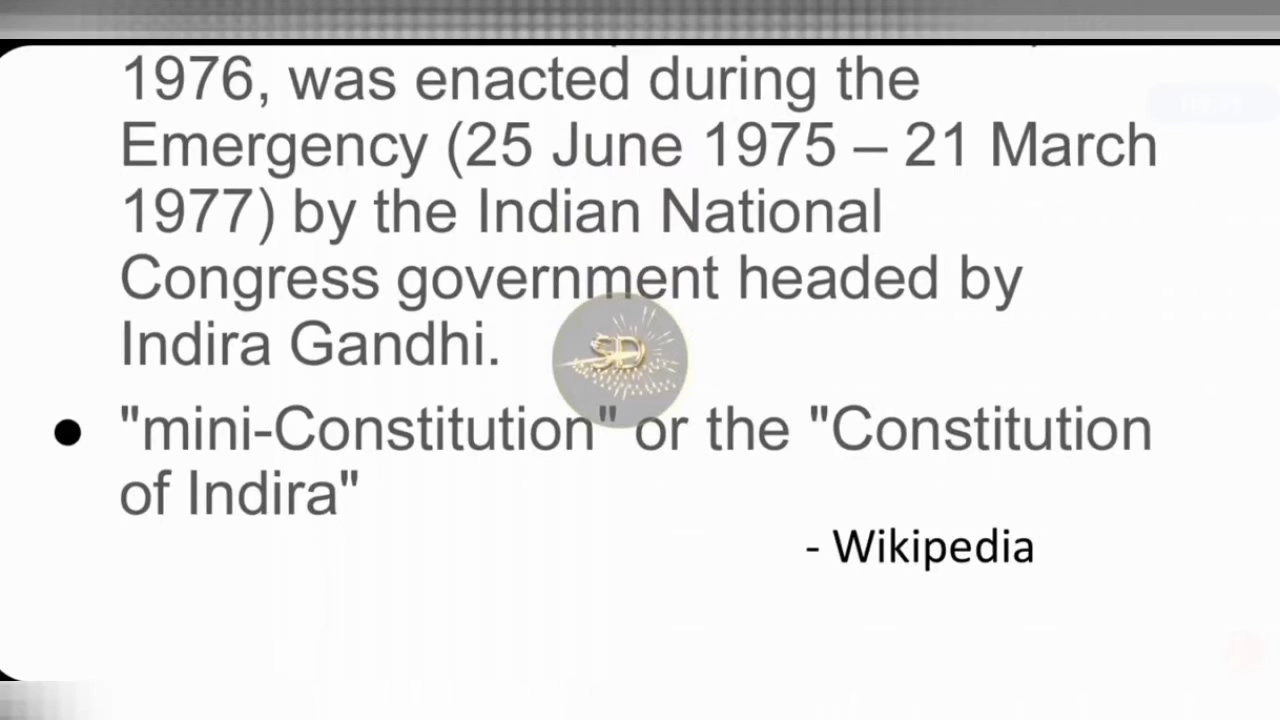 1976, was enacted during the
Emergency (25 June 1975 – 21 March
1977) by the Indian National
Congress government headed by
Indira Gandhi.
SD
● "mini-Constitution" or the "Constitution
of Indira"
- Wikipedia